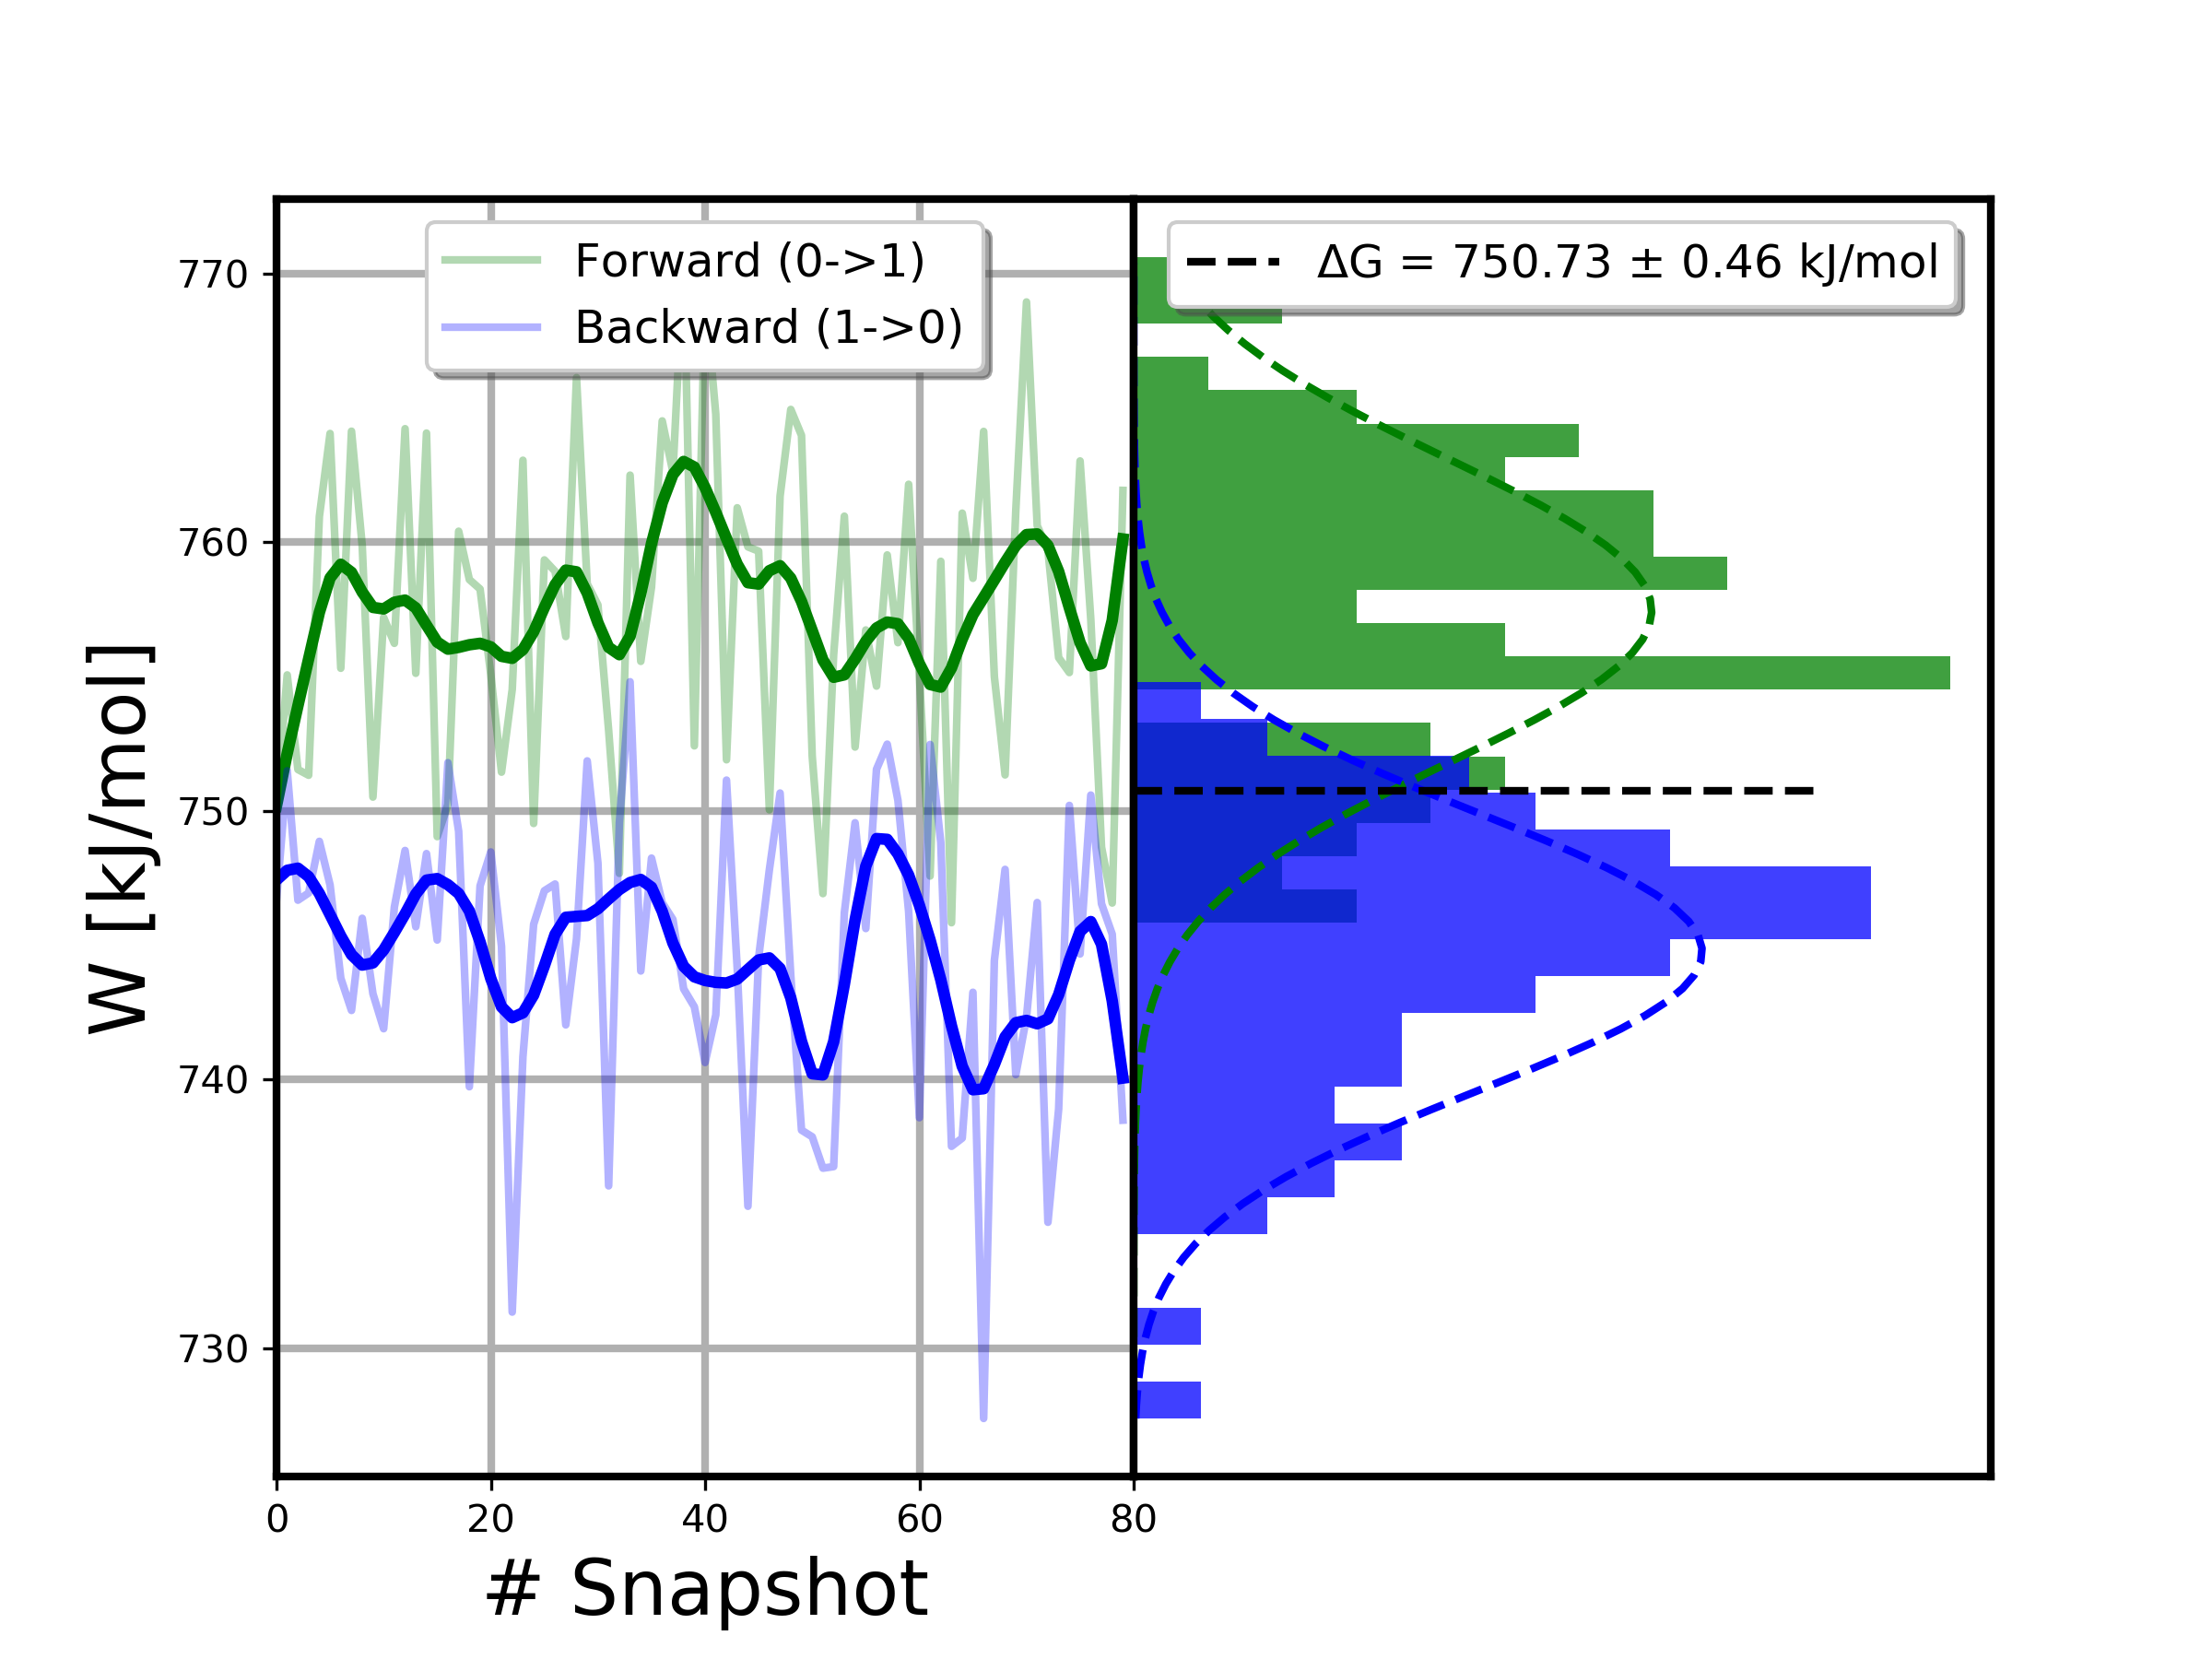 Forward (0->1)
Backward (1->0)
ΔG = 750.73 ± 0.46 kJ/mol
770
760
750
740
730
W [kJ/mol]
0 20 40 60 80
# Snapshot